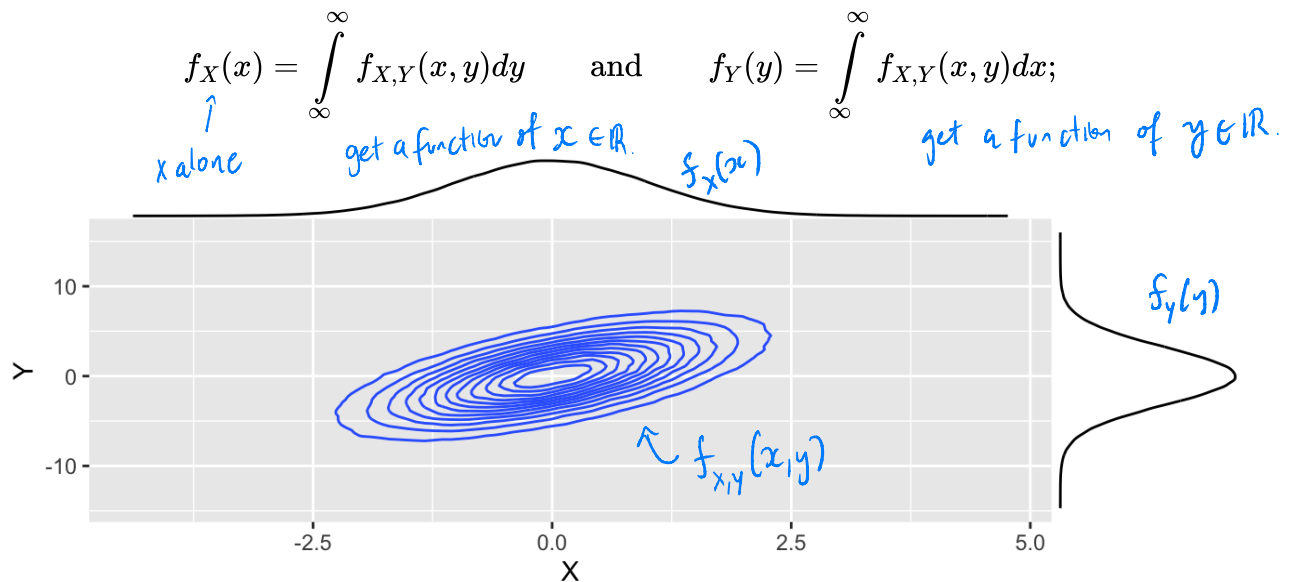 f_X(x) = ∫_∞^∞ f_{X,Y}(x, y)dy and f_Y(y) = ∫_∞^∞ f_{X,Y}(x, y)dx;
↑
x alone
get a function of x ∈ ℝ.
get a function of y ∈ ℝ.
f_X(x)
f_Y(y)
f_{X,Y}(x,y)
Y
10
0
-10
-2.5 0.0 2.5 5.0
X